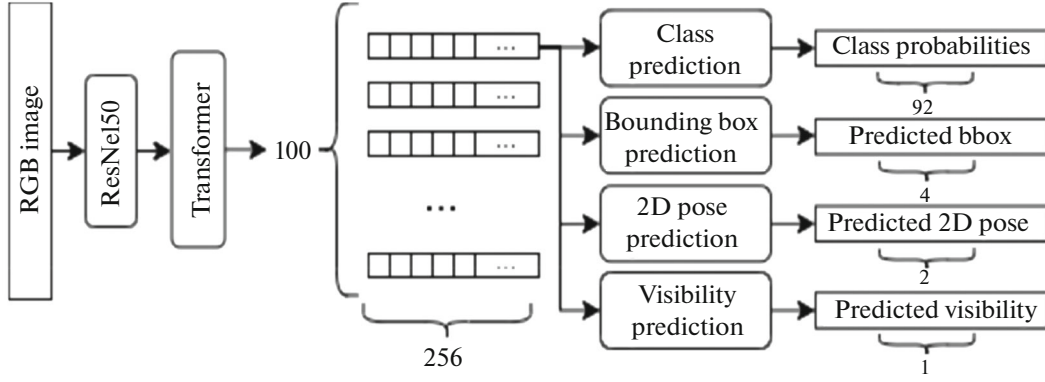 RGB image
ResNel50
Transformer
100
...
...
...
...
...
256
Class
prediction
Bounding box
prediction
2D pose
prediction
Visibility
prediction
Class probabilities
92
Predicted bbox
4
Predicted 2D pose
2
Predicted visibility
1